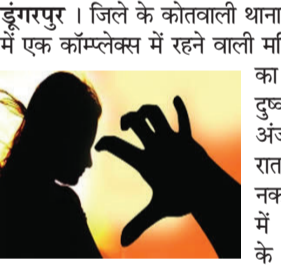 डूंगरपुर । जिले के कोतवाली थाना
में एक कॉम्प्लेक्स में रहने वाली
का
रात
में
के